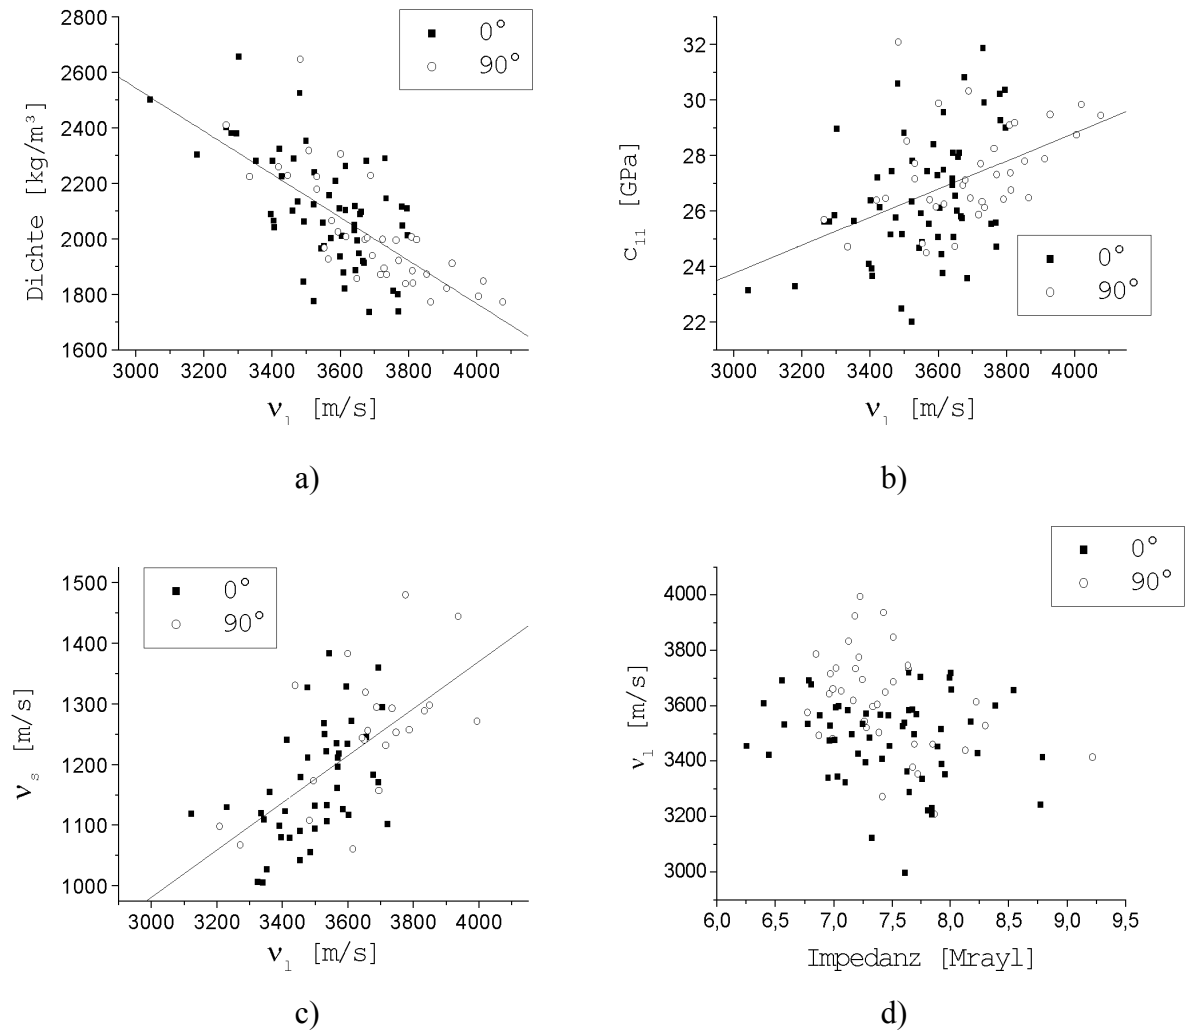 2800
2600
2400
2200
2000
1800
1600
Dichte [kg/m³]
0°
90°
3000 3200 3400 3600 3800 4000
ν₁ [m/s]
a)
32
30
28
26
24
22
c₁₁ [GPa]
0°
90°
3000 3200 3400 3600 3800 4000
ν₁ [m/s]
b)
1500
1400
1300
1200
1100
1000
νₛ [m/s]
0°
90°
3000 3200 3400 3600 3800 4000
ν₁ [m/s]
c)
0°
90°
4000
3800
3600
3400
3200
3000
ν₁ [m/s]
6,0 6,5 7,0 7,5 8,0 8,5 9,0 9,5
Impedanz [Mrayl]
d)